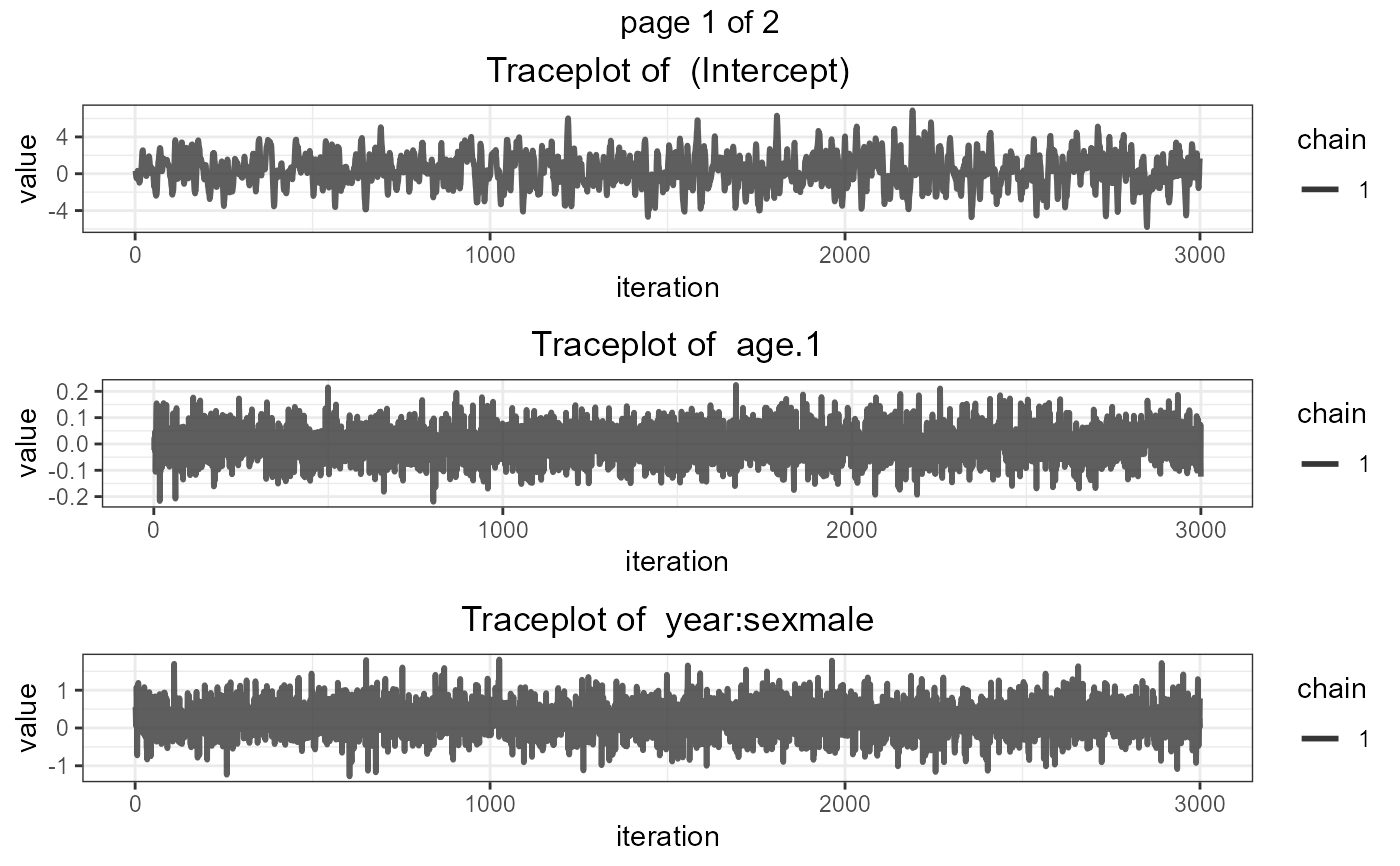 page 1 of 2
Traceplot of  (Intercept)
value
4
0
-4
0 1000 2000 3000
iteration
chain
1
Traceplot of  age.1
value
0.2
0.1
0.0
-0.1
-0.2
0 1000 2000 3000
iteration
chain
1
Traceplot of  year:sexmale
value
1
0
-1
0 1000 2000 3000
iteration
chain
1